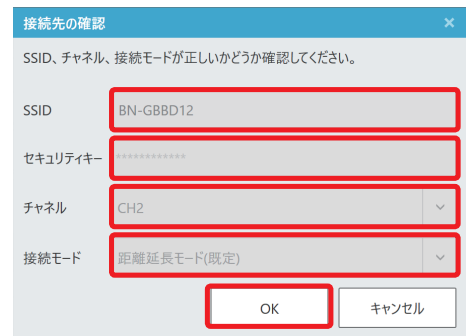 接続先の確認
SSID、チャネル、接続モードが正しいかどうか確認してください。
SSID BN-GBBD12
セキュリティキー ************
チャネル CH2
接続モード 距離延長モード(既定)
OK キャンセル